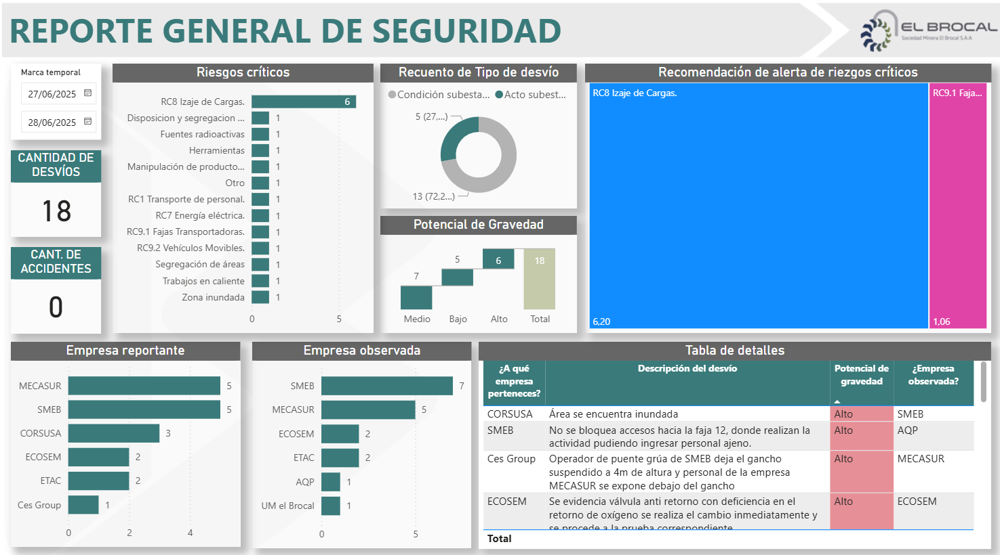 REPORTE GENERAL DE SEGURIDAD
EL BROCAL
Sociedad Minera El Brocal S.A.A
Marca temporal
27/06/2025
28/06/2025
CANTIDAD DE
DESVÍOS
18
CANT. DE
ACCIDENTES
0
Riesgos críticos
RC8 Izaje de Cargas. 6
Disposicion y segregacion ... 1
Fuentes radioactivas 1
Herramientas 1
Manipulación de producto... 1
Otro 1
RC1 Transporte de personal. 1
RC7 Energía eléctrica. 1
RC9.1 Fajas Transportadoras. 1
RC9.2 Vehículos Movibles. 1
Segregación de áreas 1
Trabajos en caliente 1
Zona inundada 1
0 5
Recuento de Tipo de desvío
Condición subesta... Acto subest...
5 (27,...)
13 (72,2...)
Potencial de Gravedad
7 5 6 18
Medio Bajo Alto Total
Recomendación de alerta de riezgos críticos
RC8 Izaje de Cargas. RC9.1 Faja...
6,20 1,06
Empresa reportante
MECASUR 5
SMEB 5
CORSUSA 3
ECOSEM 2
ETAC 2
Ces Group 1
0 2 4
Empresa observada
SMEB 7
MECASUR 5
ECOSEM 2
ETAC 2
AQP 1
UM el Brocal 1
0 5
Tabla de detalles
¿A qué
empresa
perteneces?
Descripción del desvío
Potencial de
gravedad
¿Empresa
observada?
CORSUSA Área se encuentra inundada Alto SMEB
SMEB No se bloquea accesos hacia la faja 12, donde realizan la Alto AQP
actividad pudiendo ingresar personal ajeno.
Ces Group Operador de puente grúa de SMEB deja el gancho Alto MECASUR
suspendido a 4m de altura y personal de la empresa
MECASUR se expone debajo del gancho
ECOSEM Se evidencia válvula anti retorno con deficiencia en el Alto ECOSEM
retorno de oxígeno se realiza el cambio inmediatamente y
se procede a la prueba correspondiente
Total